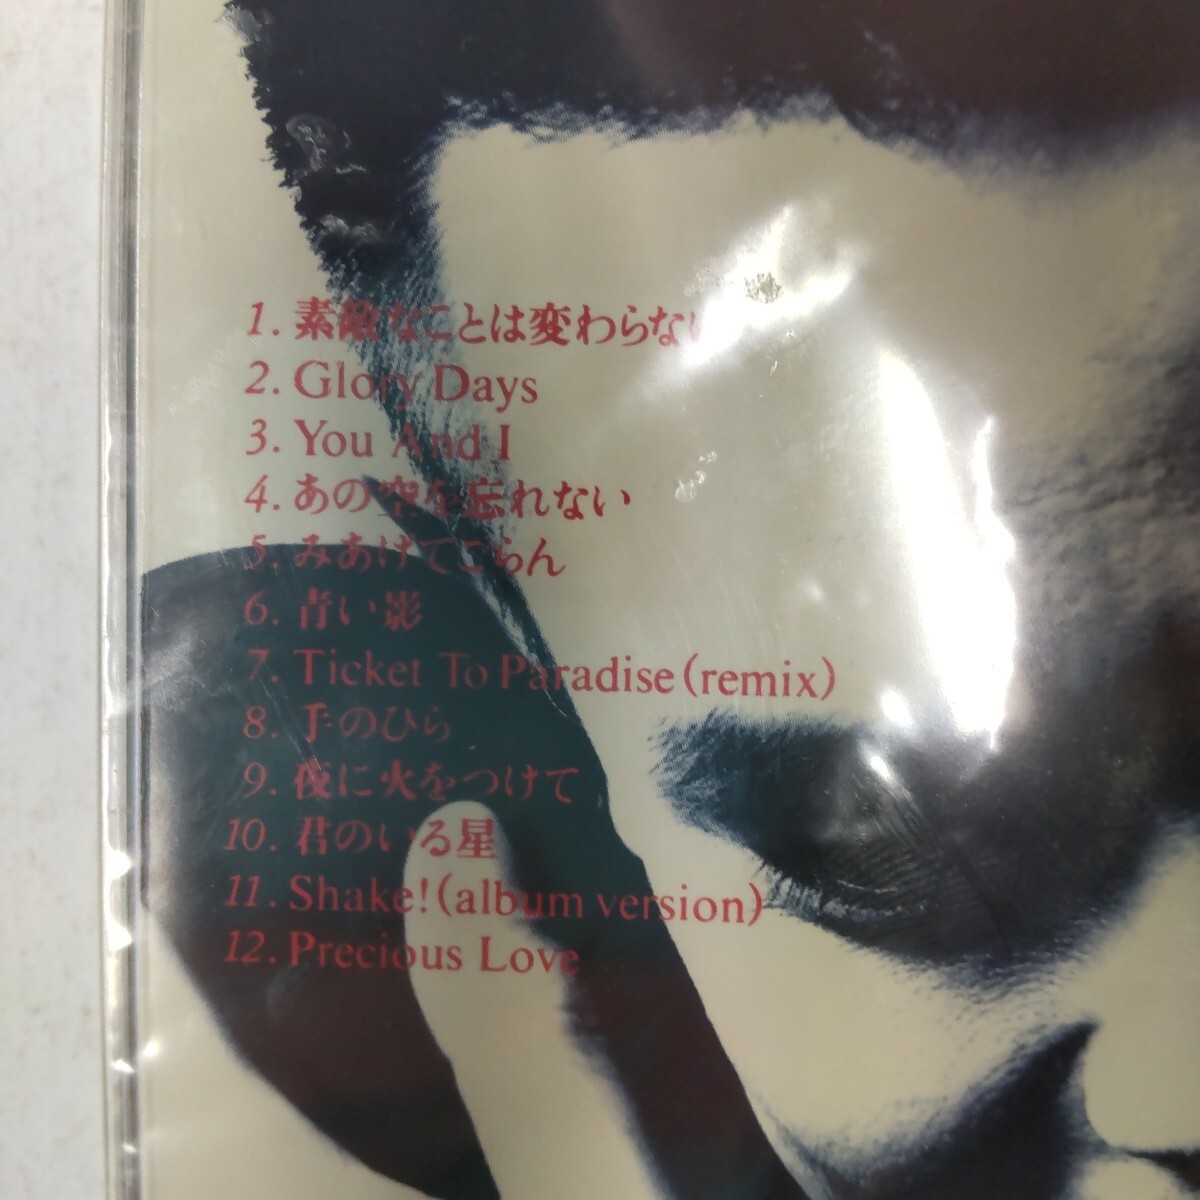 1. 素敵なことは変わらない
2. Glory Days
3. You And I
4. あの空を忘れない
5. みあげてごらん
6. 青い影
7. Ticket To Paradise (remix)
8. 手のひら
9. 夜に火をつけて
10. 君のいる星
11. Shake! (album version)
12. Precious Love